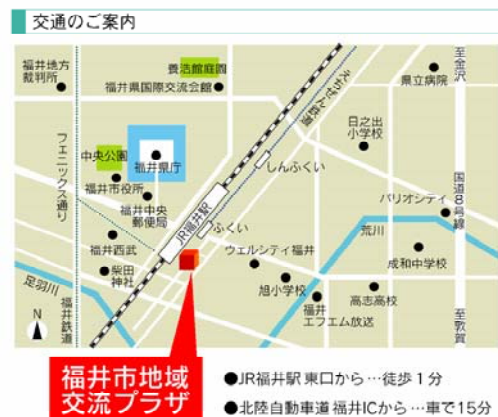 交通のご案内
養浩館庭園
福井県国際交流会館
福井地方
裁判所
えちぜん鉄道
県立病院
至金沢
日之出
小学校
フェニックス通り
中央公園
福井県庁
福井市役所
福井中央
郵便局
しんふくい
JR福井駅
ふくい
国道8号線
バリオシティ
荒川
福井西武
ウェルシティ福井
成和中学校
柴田
神社
旭小学校
足羽川
福井鉄道
福井
エフエム放送
高志高校
至敦賀
N
福井市地域
交流プラザ
●JR福井駅 東口から…徒歩1分
●北陸自動車道 福井ICから…車で15分